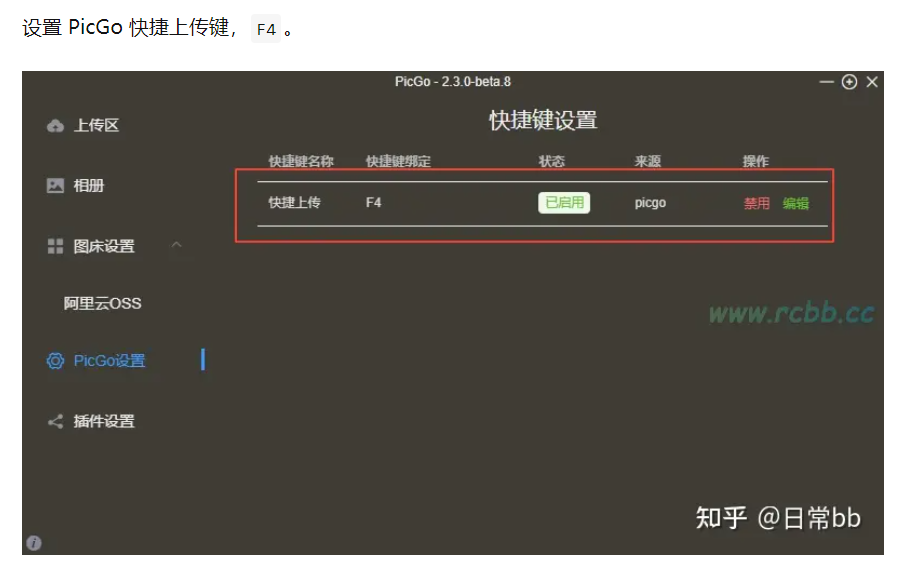 设置 PicGo 快捷上传键， F4 。
PicGo - 2.3.0-beta.8
上传区
相册
图床设置
阿里云OSS
PicGo设置
插件设置
快捷键设置
快捷键名称 快捷键绑定 状态 来源 操作
快捷上传 F4 已启用 picgo 禁用 编辑
www.rcbb.cc
知乎 @日常bb